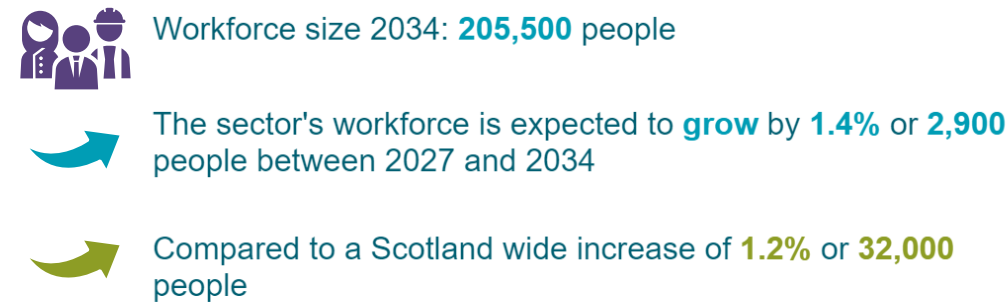 Workforce size 2034: 205,500 people
The sector's workforce is expected to grow by 1.4% or 2,900
people between 2027 and 2034
Compared to a Scotland wide increase of 1.2% or 32,000
people